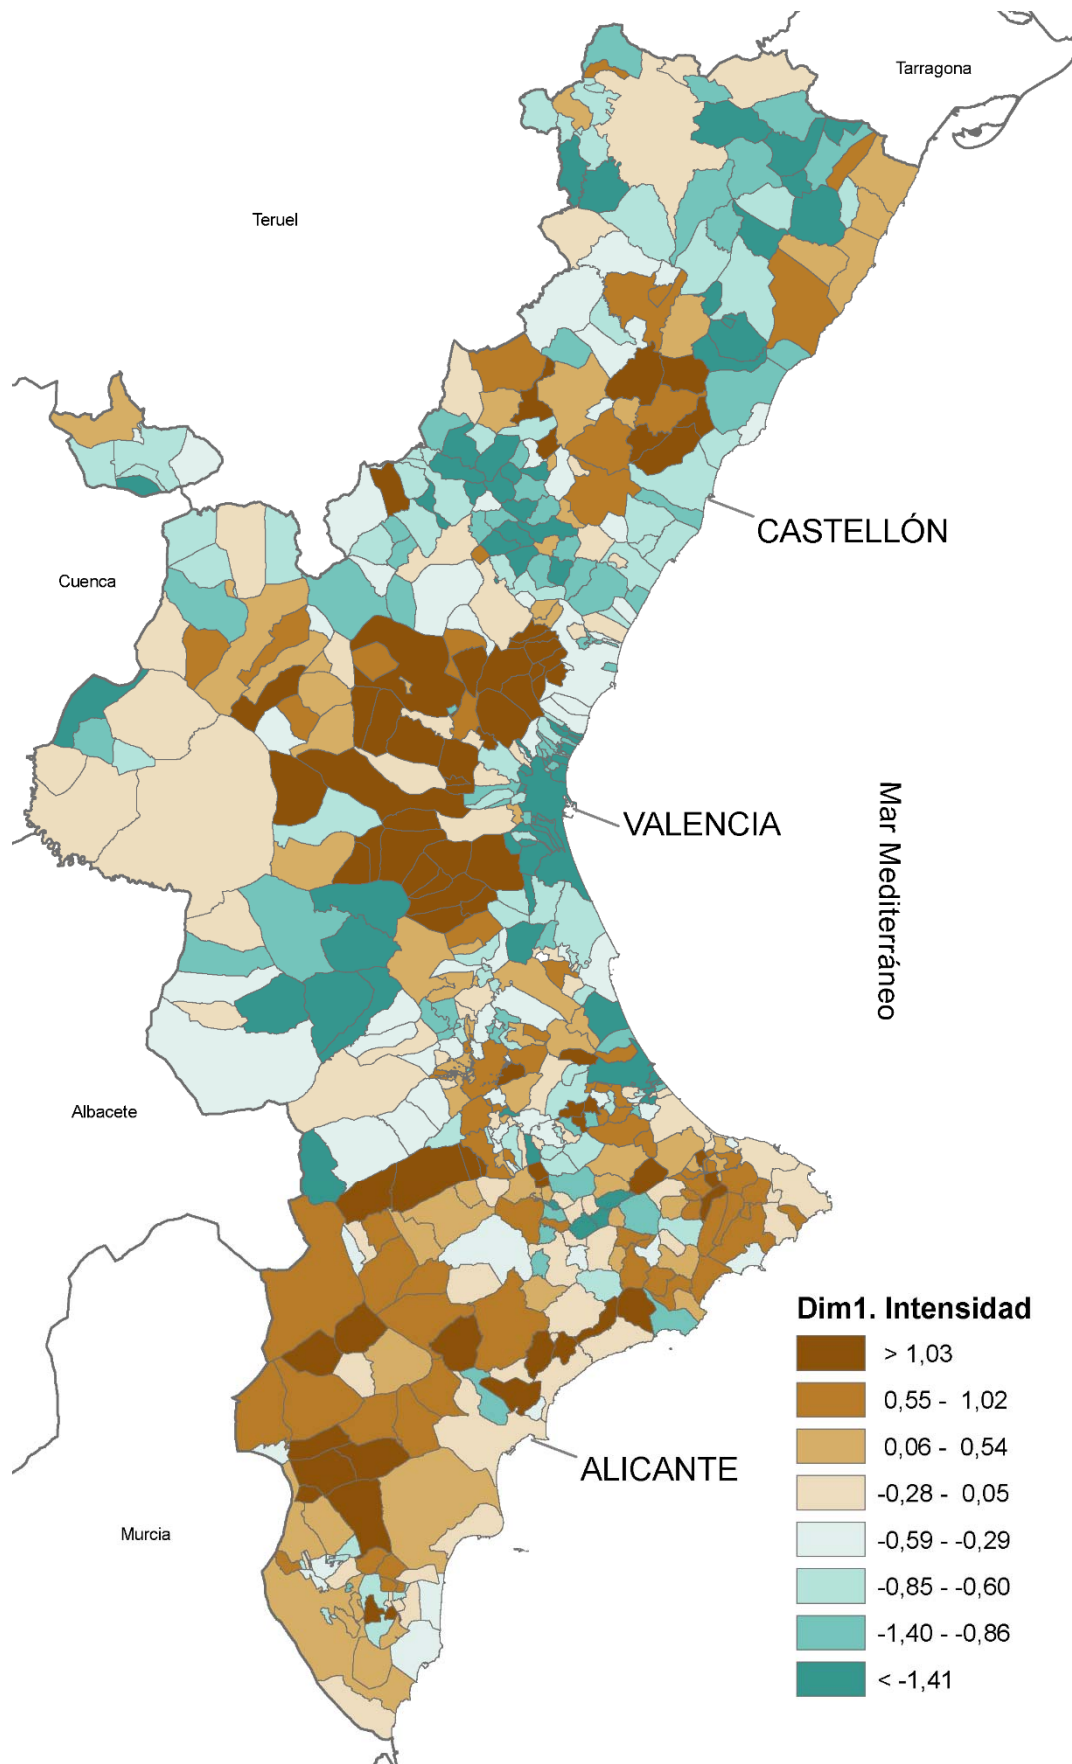 Tarragona
Teruel
CASTELLÓN
Cuenca
Mar Mediterráneo
VALENCIA
Albacete
Dim1. Intensidad
> 1,03
0,55 - 1,02
0,06 - 0,54
-0,28 - 0,05
-0,59 - -0,29
-0,85 - -0,60
-1,40 - -0,86
< -1,41
ALICANTE
Murcia